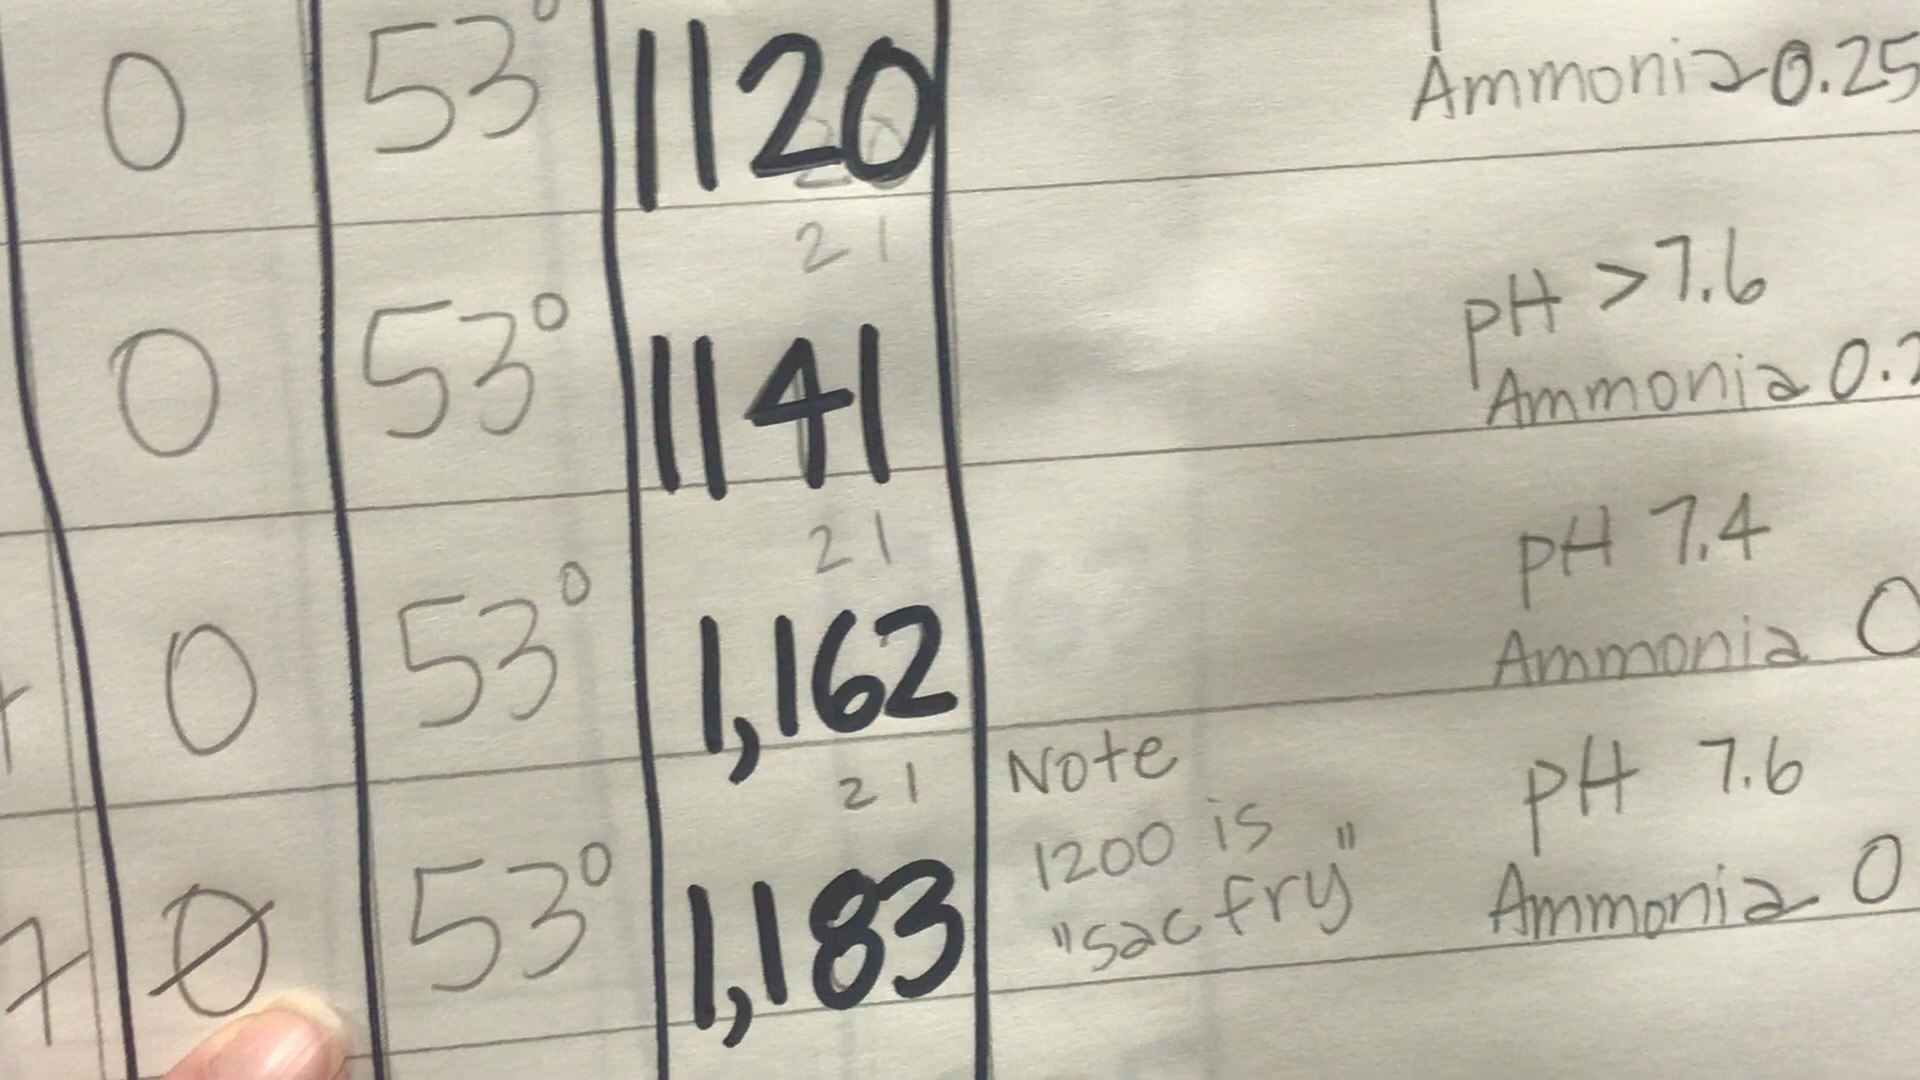 0 53° 1120 Ammonia 0.25
21
pH >7.6
0 53° 1141 Ammonia 0.2
21
pH 7.4
0 53° 1,162 Ammonia 0
21
Note pH 7.6
1200 is
7 0 53° 1,183 "sac fry" Ammonia 0